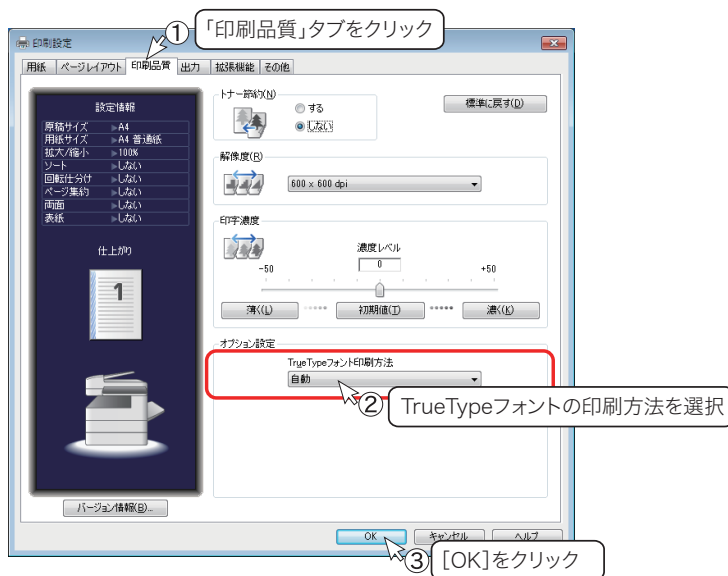 ① 「印刷品質」タブをクリック
印刷設定
用紙 ページレイアウト 印刷品質 出力 拡張機能 その他
設定情報
原稿サイズ ▶A4
用紙サイズ ▶A4 普通紙
拡大/縮小 ▶100%
ソート ▶しない
回転仕分け ▶しない
ページ集約 ▶しない
両面 ▶しない
表紙 ▶しない
仕上がり
1
バージョン情報(B)...
トナー節約(N)
する
しない
標準に戻す(D)
解像度(R)
600 x 600 dpi
印字濃度
濃度レベル
-50 0 +50
薄く(L) 初期値(T) 濃く(K)
オプション設定
TrueTypeフォント印刷方法
自動
② TrueTypeフォントの印刷方法を選択
OK キャンセル ヘルプ
③ [OK]をクリック